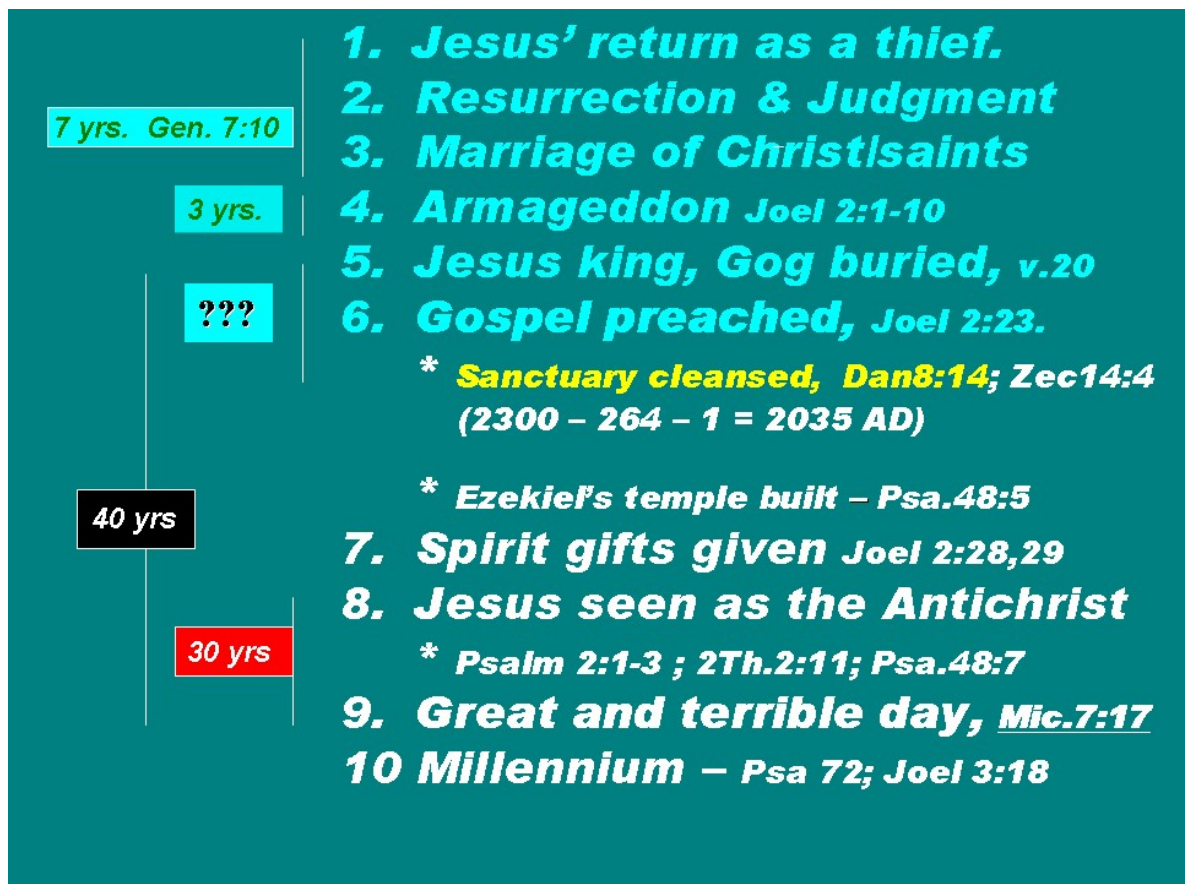 1. Jesus’ return as a thief.
2. Resurrection & Judgment
7 yrs. Gen. 7:10
3. Marriage of Christ/saints
3 yrs.
4. Armageddon Joel 2:1-10
5. Jesus king, Gog buried, v.20
???
6. Gospel preached, Joel 2:23.
* Sanctuary cleansed, Dan8:14; Zec14:4
(2300 – 264 – 1 = 2035 AD)
* Ezekiel’s temple built – Psa.48:5
40 yrs
7. Spirit gifts given Joel 2:28,29
8. Jesus seen as the Antichrist
30 yrs
* Psalm 2:1-3 ; 2Th.2:11; Psa.48:7
9. Great and terrible day, Mic.7:17
10 Millennium – Psa 72; Joel 3:18